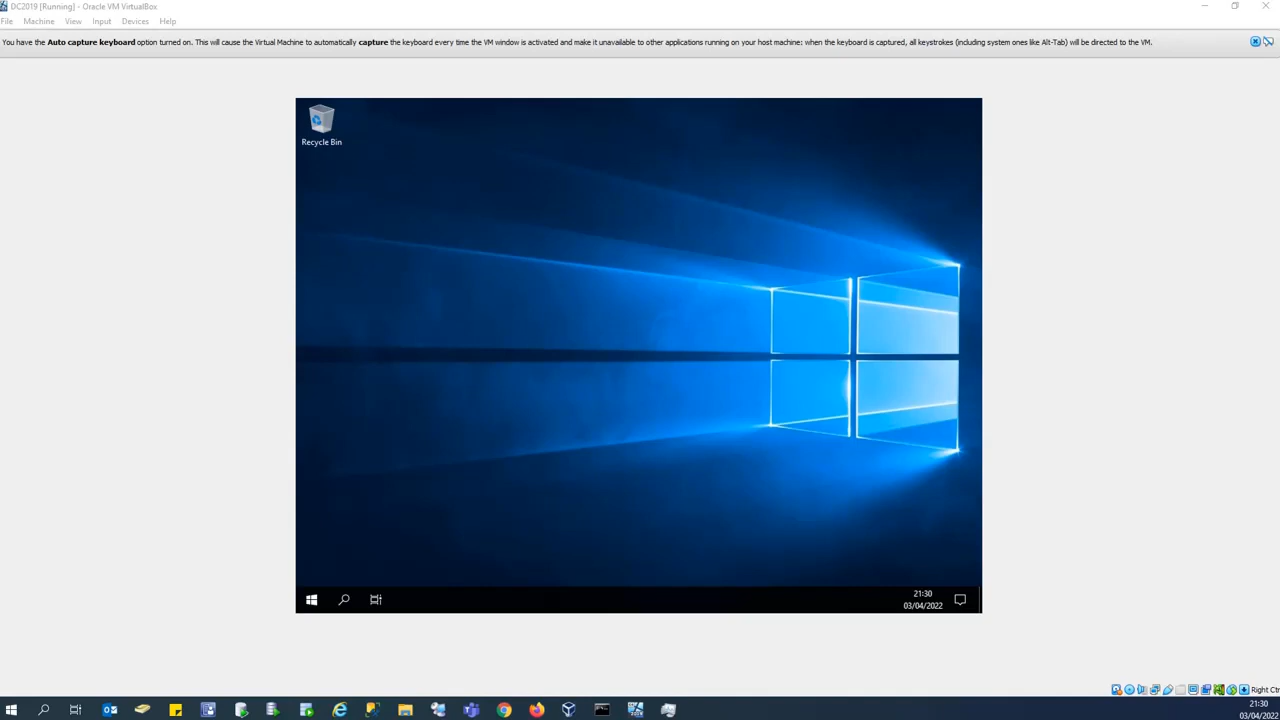 DC2019 [Running] - Oracle VM VirtualBox
File Machine View Input Devices Help
You have the Auto capture keyboard option turned on. This will cause the Virtual Machine to automatically capture the keyboard every time the VM window is activated and make it unavailable to other applications running on your host machine: when the keyboard is captured, all keystrokes (including system ones like Alt-Tab) will be directed to the VM.
Recycle Bin
21:30
03/04/2022
Right Ctr
21:30
03/04/2022